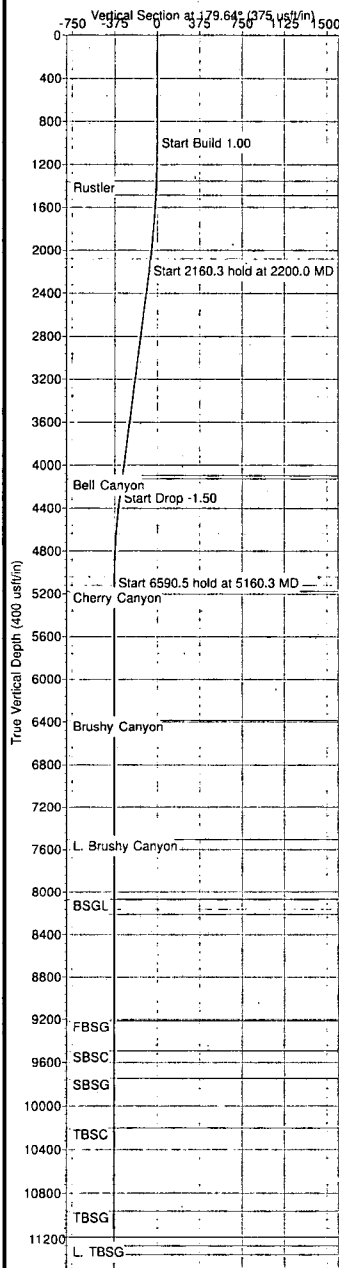 Vertical Section at 179.64° (375 usft/in)
-750 -375 0 375 750 1125 1500
0
400
800
Start Build 1.00
1200
Rustler
1600
2000
Start 2160.3 hold at 2200.0 MD
2400
2800
3200
3600
4000
Bell Canyon
Start Drop -1.50
4400
4800
Start 6590.5 hold at 5160.3 MD
5200
Cherry Canyon
5600
True Vertical Depth (400 usft/in)
6000
6400
Brushy Canyon
6800
7200
7600
L. Brushy Canyon
8000
BSGL
8400
8800
9200
FBSG
SBSC
9600
SBSG
10000
TBSC
10400
10800
TBSG
11200
L. TBSG